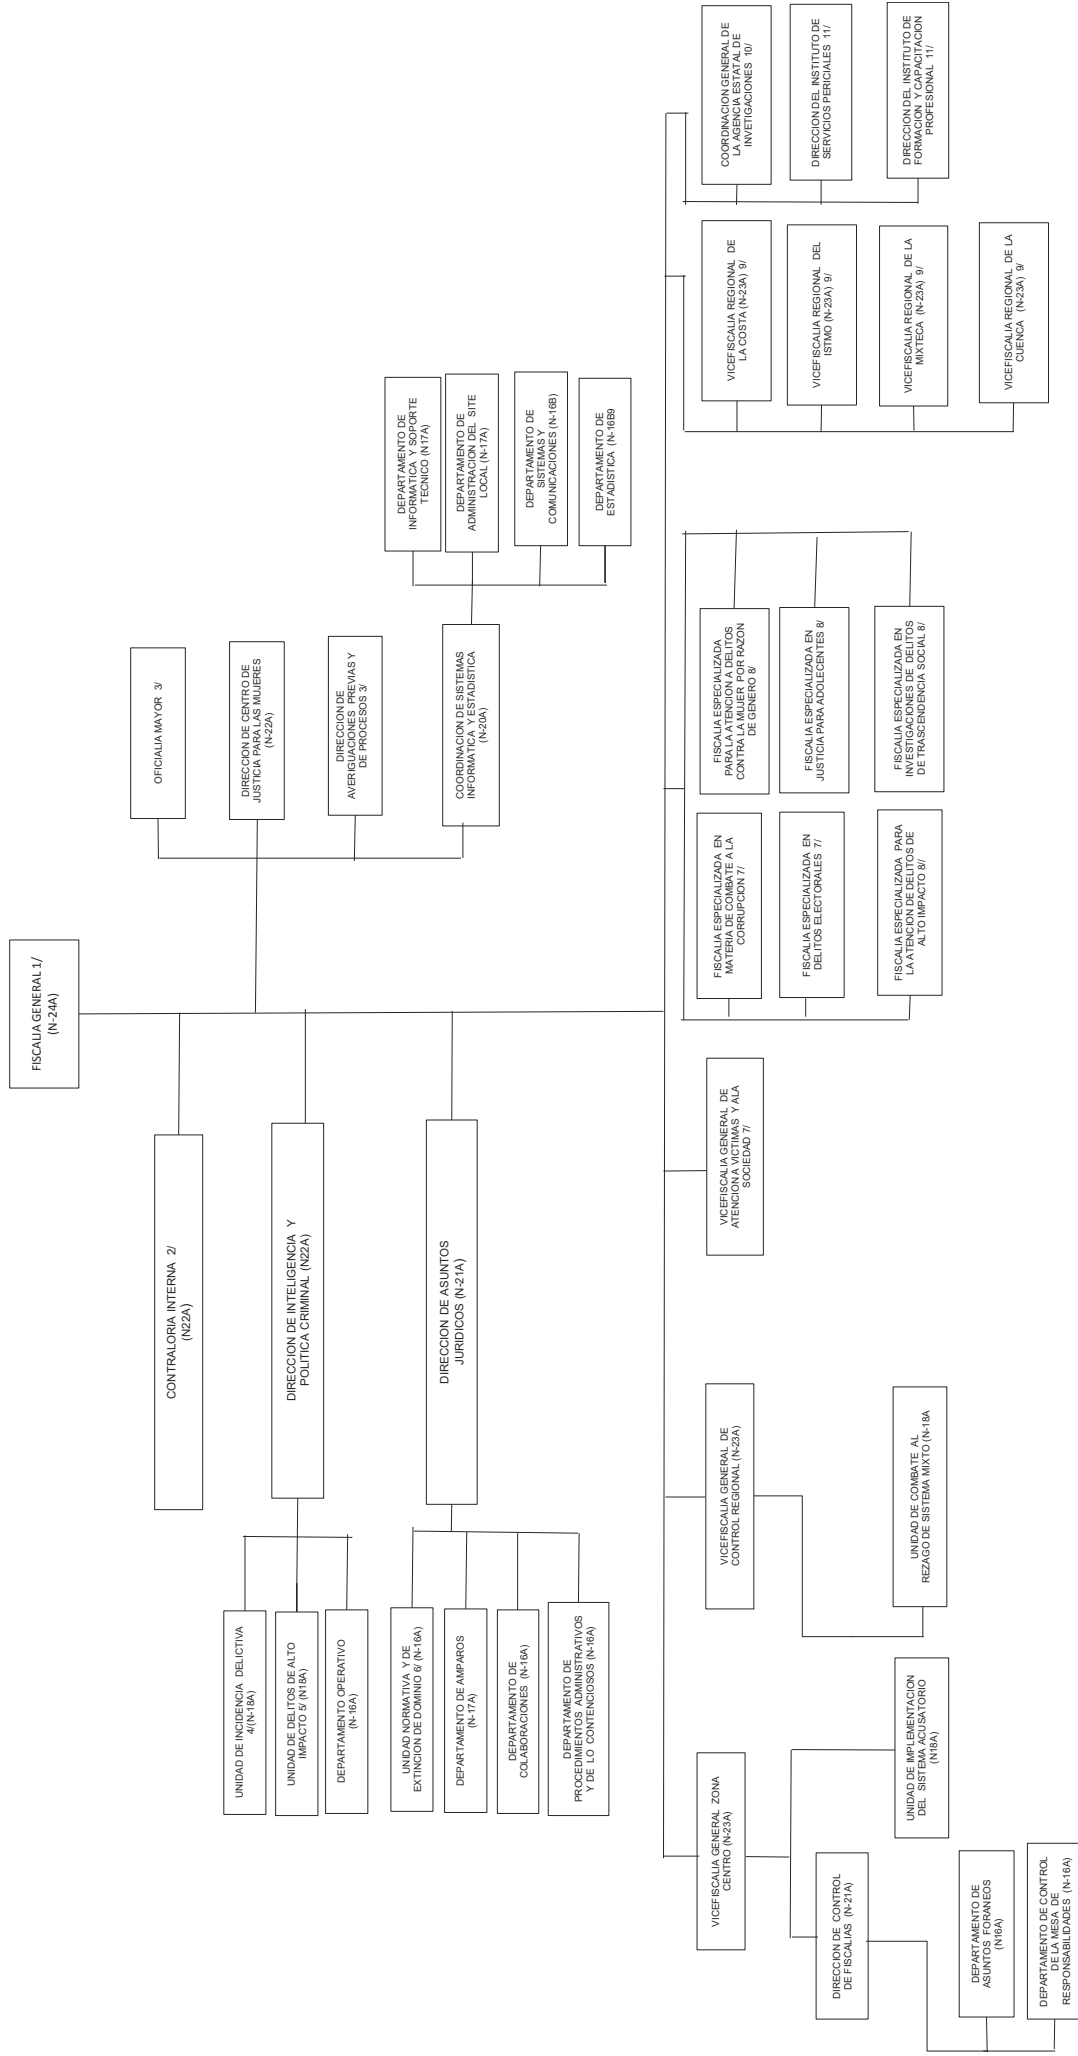 FISCALIA GENERAL 1/
(N-24A)
CONTRALORIA INTERNA 2/
(N22A)
DIRECCION DE INTELIGENCIA Y
POLITICA CRIMINAL (N22A)
UNIDAD DE INCIDENCIA DELICTIVA
4/(N-18A)
UNIDAD DE DELITOS DE ALTO
IMPACTO 5/ (N18A)
DEPARTAMENTO OPERATIVO
(N-16A)
DIRECCION DE ASUNTOS
JURIDICOS (N-21A)
UNIDAD NORMATIVA Y DE
EXTINCION DE DOMINIO 6/ (N-16A)
DEPARTAMENTO DE AMPAROS
(N-17A)
DEPARTAMENTO DE
COLABORACIONES (N-16A)
DEPARTAMENTO DE
PROCEDIMIENTOS ADMINISTRATIVOS
Y DE LO CONTENCIOSOS (N-16A)
OFICIALIA MAYOR 3/
DIRECCION DE CENTRO DE
JUSTICIA PARA LAS MUJERES
(N-22A)
DIRECCION DE
AVERIGUACIONES PREVIAS Y
DE PROCESOS 3/
COORDINACION DE SISTEMAS
INFORMATICA Y ESTADISTICA
(N-20A)
DEPARTAMENTO DE
INFORMATICA Y SOPORTE
TECNICO (N17A)
DEPARTAMENTO DE
ADMINISTRACION DEL SITE
LOCAL (N-17A)
DEPARTAMENTO DE
SISTEMAS Y
COMUNICACIONES (N-16B)
DEPARTAMENTO DE
ESTADISTICA (N-16B9
VICEFISCALIA GENERAL ZONA
CENTRO (N-23A)
DIRECCION DE CONTROL
DE FISCALIAS (N-21A)
DEPARTAMENTO DE
ASUNTOS FORANEOS
(N16A)
DEPARTAMENTO DE CONTROL
DE LA MESA DE
RESPONSABILIDADES (N-16A)
UNIDAD DE IMPLEMENTACION
DEL SISTEMA ACUSATORIO
(N18A)
VICEFISCALIA GENERAL DE
CONTROL REGIONAL (N-23A)
UNIDAD DE COMBATE AL
REZAGO DE SISTEMA MIXTO (N-18A
VICEFISCALIA GENERAL DE
ATENCION A VICTIMAS Y ALA
SOCIEDAD 7/
FISCALIA ESPECIALIZADA EN
MATERIA DE COMBATE A LA
CORRUPCION 7/
FISCALIA ESPECIALIZADA EN
DELITOS ELECTORALES 7/
FISCALIA ESPECIALIZADA PARA
LA ATENCION DE DELITOS DE
ALTO IMPACTO 8//
FISCALIA ESPECIALIZADA
PARA LA ATENCION A DELITOS
CONTRA LA MUJER POR RAZON
DE GENERO 8/
FISCALIA ESPECIALIZADA EN
JUSTICIA PARA ADOLECENTES 8/
FISCALIA ESPECIALIZADA EN
INVESTIGACIONES DE DELITOS
DE TRASCENDENCIA SOCIAL 8/
VICEFISCALIA REGIONAL DE
LA COSTA (N-23A) 9/
VICEFISCALIA REGIONAL DEL
ISTMO (N-23A) 9/
VICEFISCALIA REGIONAL DE LA
MIXTECA (N-23A) 9/
VICEFISCALIA REGIONAL DE LA
CUENCA (N-23A) 9/
COORDINACION GENERAL DE
LA AGENCIA ESTATAL DE
INVETIGACIONES 10/
DIRECCION DEL INSTITUTO DE
SERVICIOS PERICIALES 11/
DIRECCION DEL INSTITUTO DE
FORMACION Y CAPACITACION
PROFESIONAL 11/